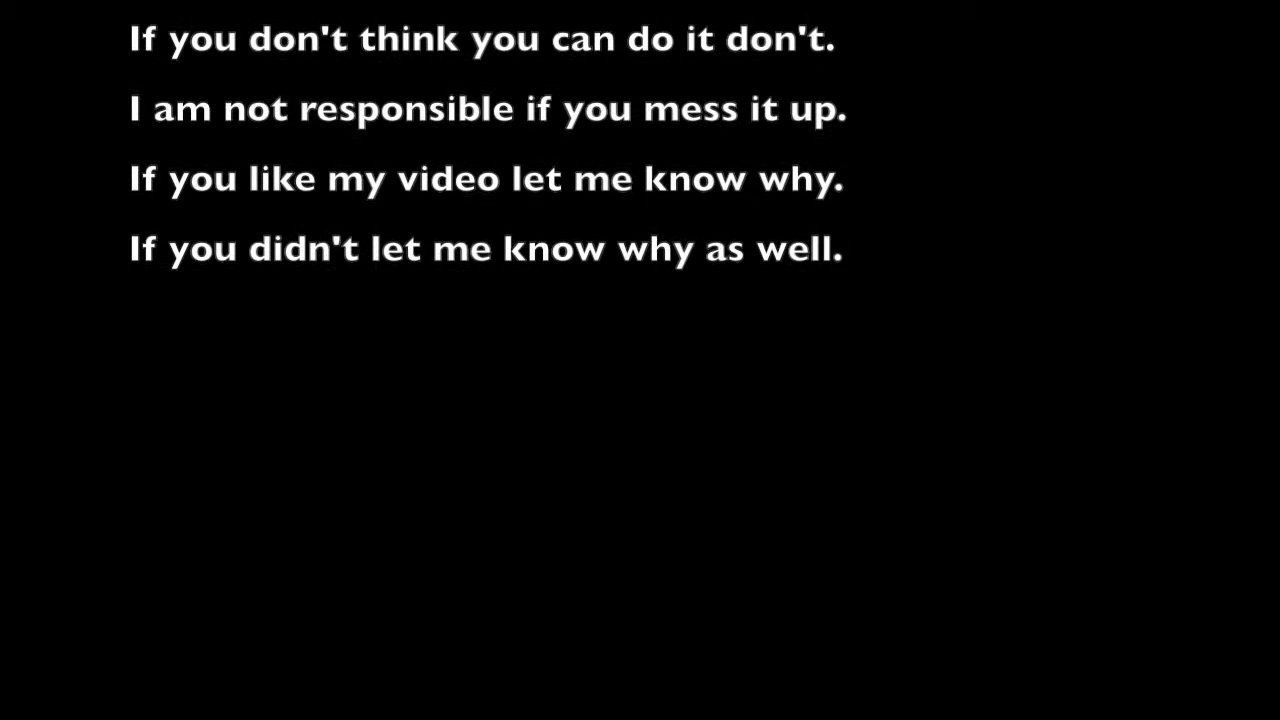 If you don't think you can do it don't.
I am not responsible if you mess it up.
If you like my video let me know why.
If you didn't let me know why as well.